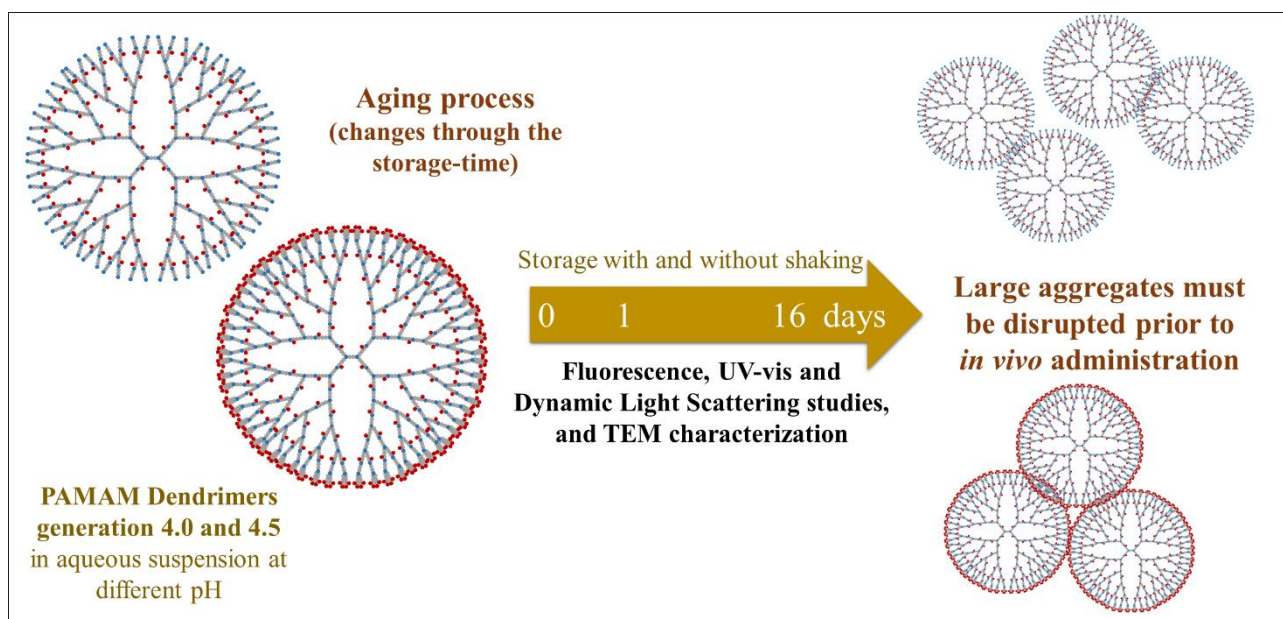 Aging process
(changes through the
storage-time)
PAMAM Dendrimers
generation 4.0 and 4.5
in aqueous suspension at
different pH
Storage with and without shaking
0 1 16 days
Fluorescence, UV-vis and
Dynamic Light Scattering studies,
and TEM characterization
Large aggregates must
be disrupted prior to
in vivo administration